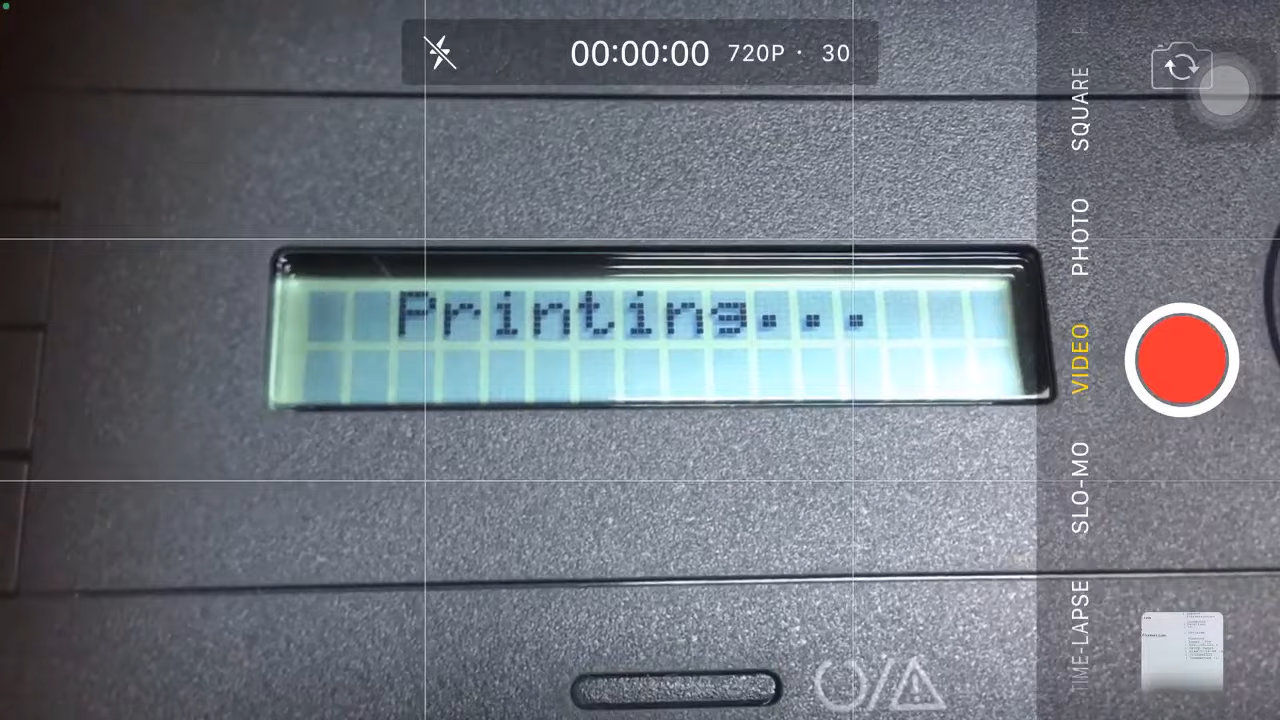 00:00:00 720P · 30
Printing...
SQUARE
PHOTO
VIDEO
SLO-MO
TIME-LAPSE